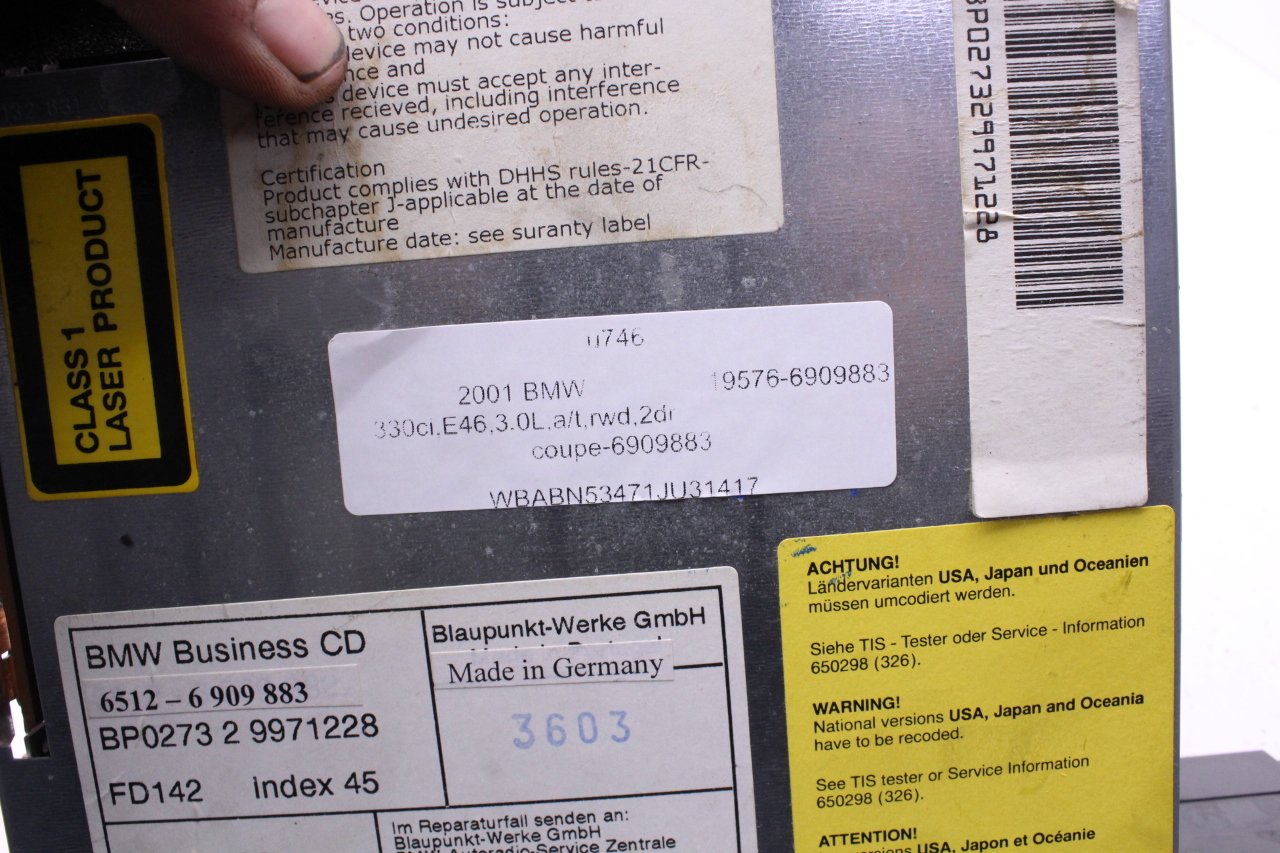 Operation is subject
two conditions:
device may not cause harmful
and
device must accept any inter-
ference recieved, including interference
that may cause undesired operation.
Certification
Product complies with DHHS rules-21CFR-
subchapter J-applicable at the date of
manufacture
Manufacture date: see suranty label
CLASS 1
LASER PRODUCT
BP027329971228
u746
2001 BMW 19576-6909883
330ci,E46,3.0L,a/t,rwd,2dr
coupe-6909883
WBABN53471JU31417
BMW Business CD
6512 – 6 909 883
BP0273 2 9971228
FD142 Index 45
Blaupunkt-Werke GmbH
Made in Germany
3603
Im Reparaturfall senden an:
Blaupunkt-Werke GmbH
BMW-Autoradio-Service Zentrale
ACHTUNG!
Ländervarianten USA, Japan und Oceanien
müssen umcodiert werden.
Siehe TIS - Tester oder Service - Information
650298 (326).
WARNING!
National versions USA, Japan and Oceania
have to be recoded.
See TIS tester or Service Information
650298 (326).
ATTENTION!
versions USA, Japon et Océanie